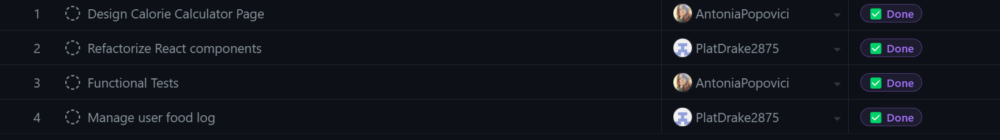 1 Design Calorie Calculator Page AntoniaPopovici ✅ Done
2 Refactorize React components PlatDrake2875 ✅ Done
3 Functional Tests AntoniaPopovici ✅ Done
4 Manage user food log PlatDrake2875 ✅ Done